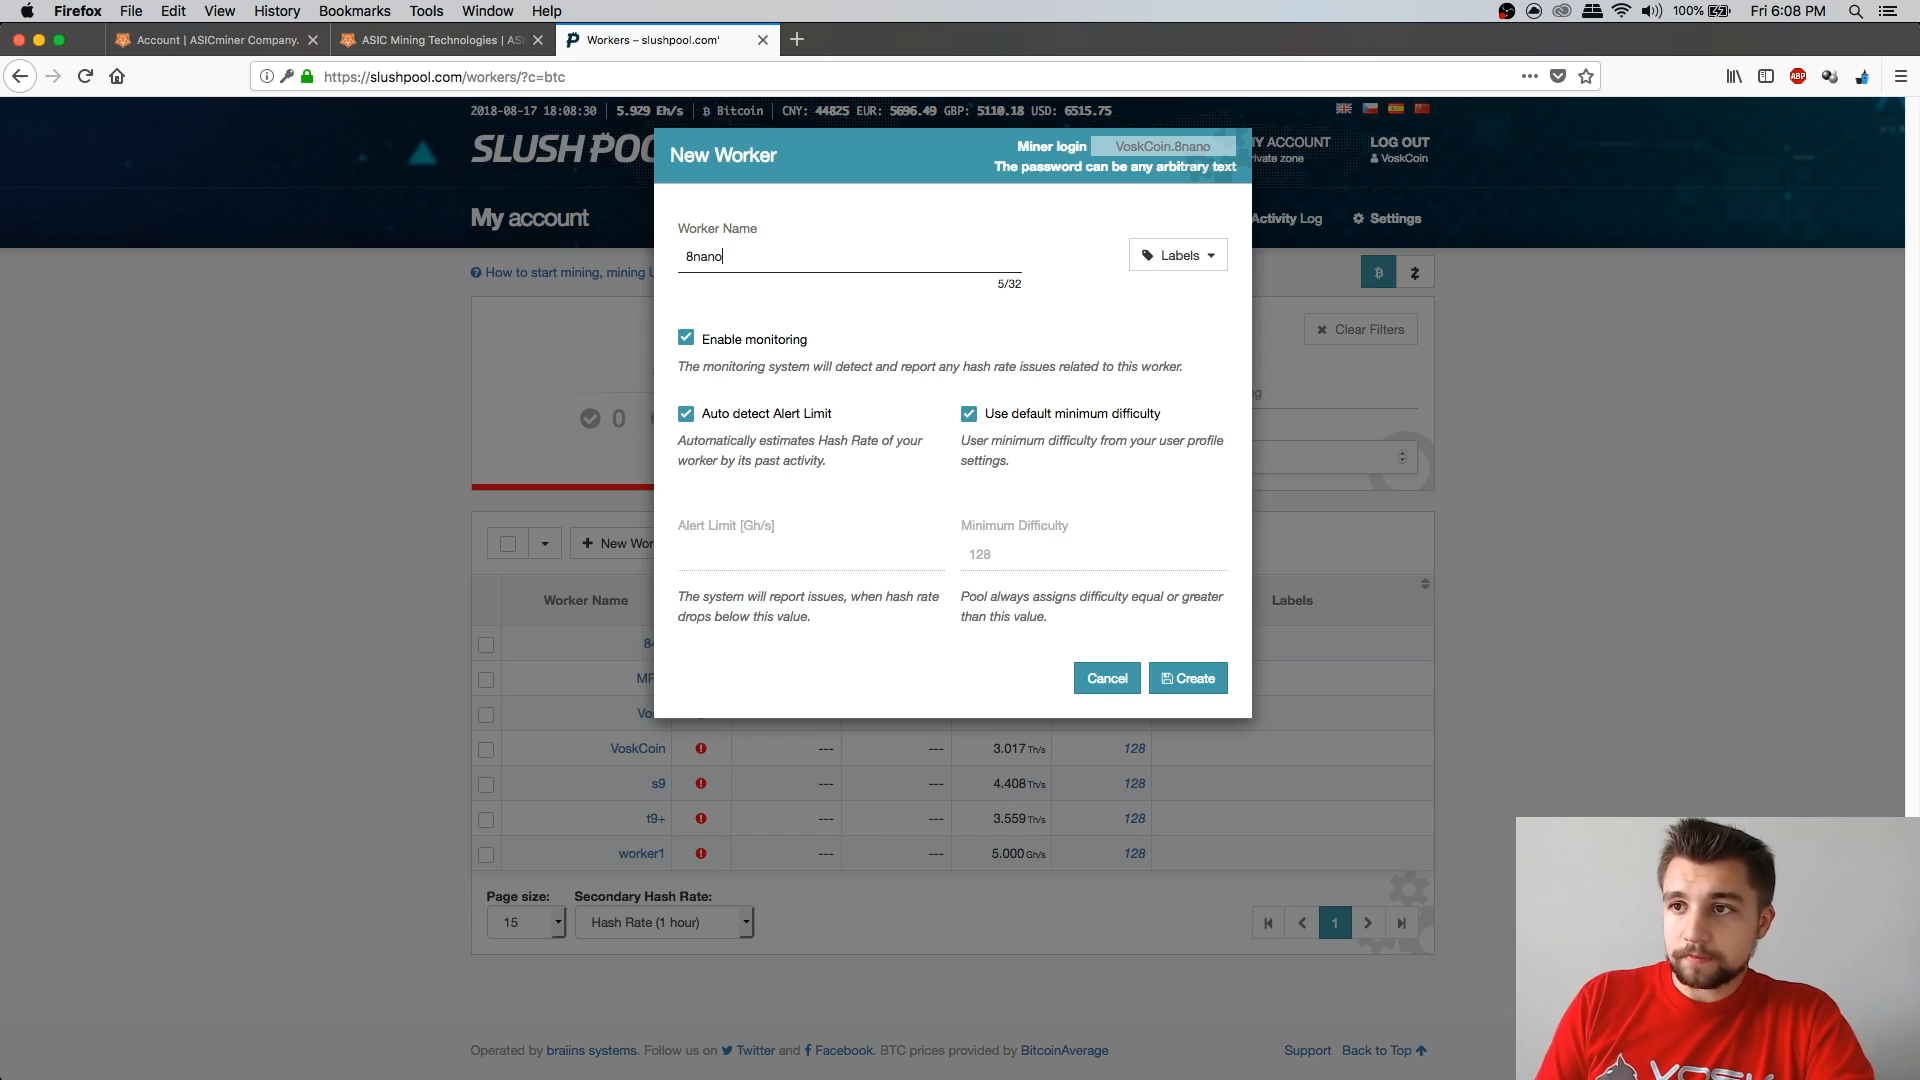 Firefox File Edit View History Bookmarks Tools Window Help 100% Fri 6:08 PM
Account | ASICminer Company. ASIC Mining Technologies | ASI Workers – slushpool.com'
https://slushpool.com/workers/?c=btc ABP
2018-08-17 18:08:30 5.929 Eh/s Bitcoin CNY: 44825 EUR: 5696.49 GBP: 5110.18 USD: 6515.75
SLUSH POO
New Worker
Miner login VoskCoin.8nano
The password can be any arbitrary text
MY ACCOUNT
private zone
LOG OUT
VoskCoin
My account
Activity Log Settings
Worker Name
8nano
5/32
Labels
How to start mining, mining U
Clear Filters
Enable monitoring
The monitoring system will detect and report any hash rate issues related to this worker.
0
Auto detect Alert Limit
Automatically estimates Hash Rate of your
worker by its past activity.
Use default minimum difficulty
User minimum difficulty from your user profile
settings.
Alert Limit [Gh/s]
The system will report issues, when hash rate
drops below this value.
Minimum Difficulty
128
Pool always assigns difficulty equal or greater
than this value.
Cancel Create
New Wor
Worker Name Labels
84
MF
Vos
VoskCoin --- --- 3.017 Th/s 128
s9 --- --- 4.408 Th/s 128
t9+ --- --- 3.559 Th/s 128
worker1 --- --- 5.000 Gh/s 128
Page size: Secondary Hash Rate:
15 Hash Rate (1 hour)
1
Operated by braiins systems. Follow us on Twitter and Facebook. BTC prices provided by BitcoinAverage
Support Back to Top
VOSK